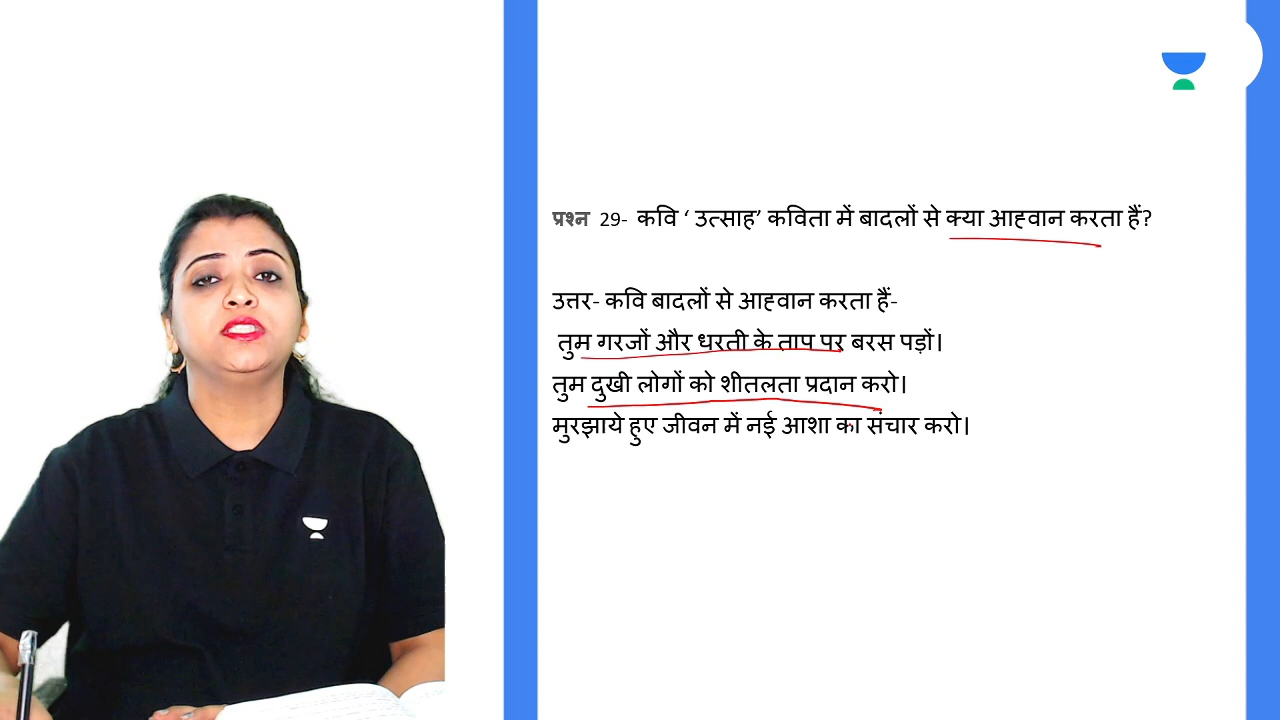 प्रश्न 29- कवि ‘ उत्साह’ कविता में बादलों से क्या आह्वान करता हैं?
उत्तर- कवि बादलों से आह्वान करता हैं-
तुम गरजों और धरती के ताप पर बरस पड़ों।
तुम दुखी लोगों को शीतलता प्रदान करो।
मुरझाये हुए जीवन में नई आशा का संचार करो।